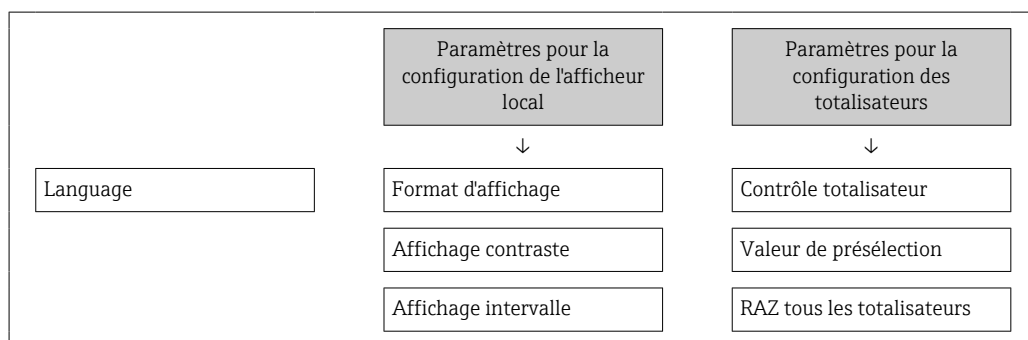 Paramètres pour la
configuration de l'afficheur
local
Paramètres pour la
configuration des
totalisateurs
↓
↓
Language
Format d'affichage
Contrôle totalisateur
Affichage contraste
Valeur de présélection
Affichage intervalle
RAZ tous les totalisateurs